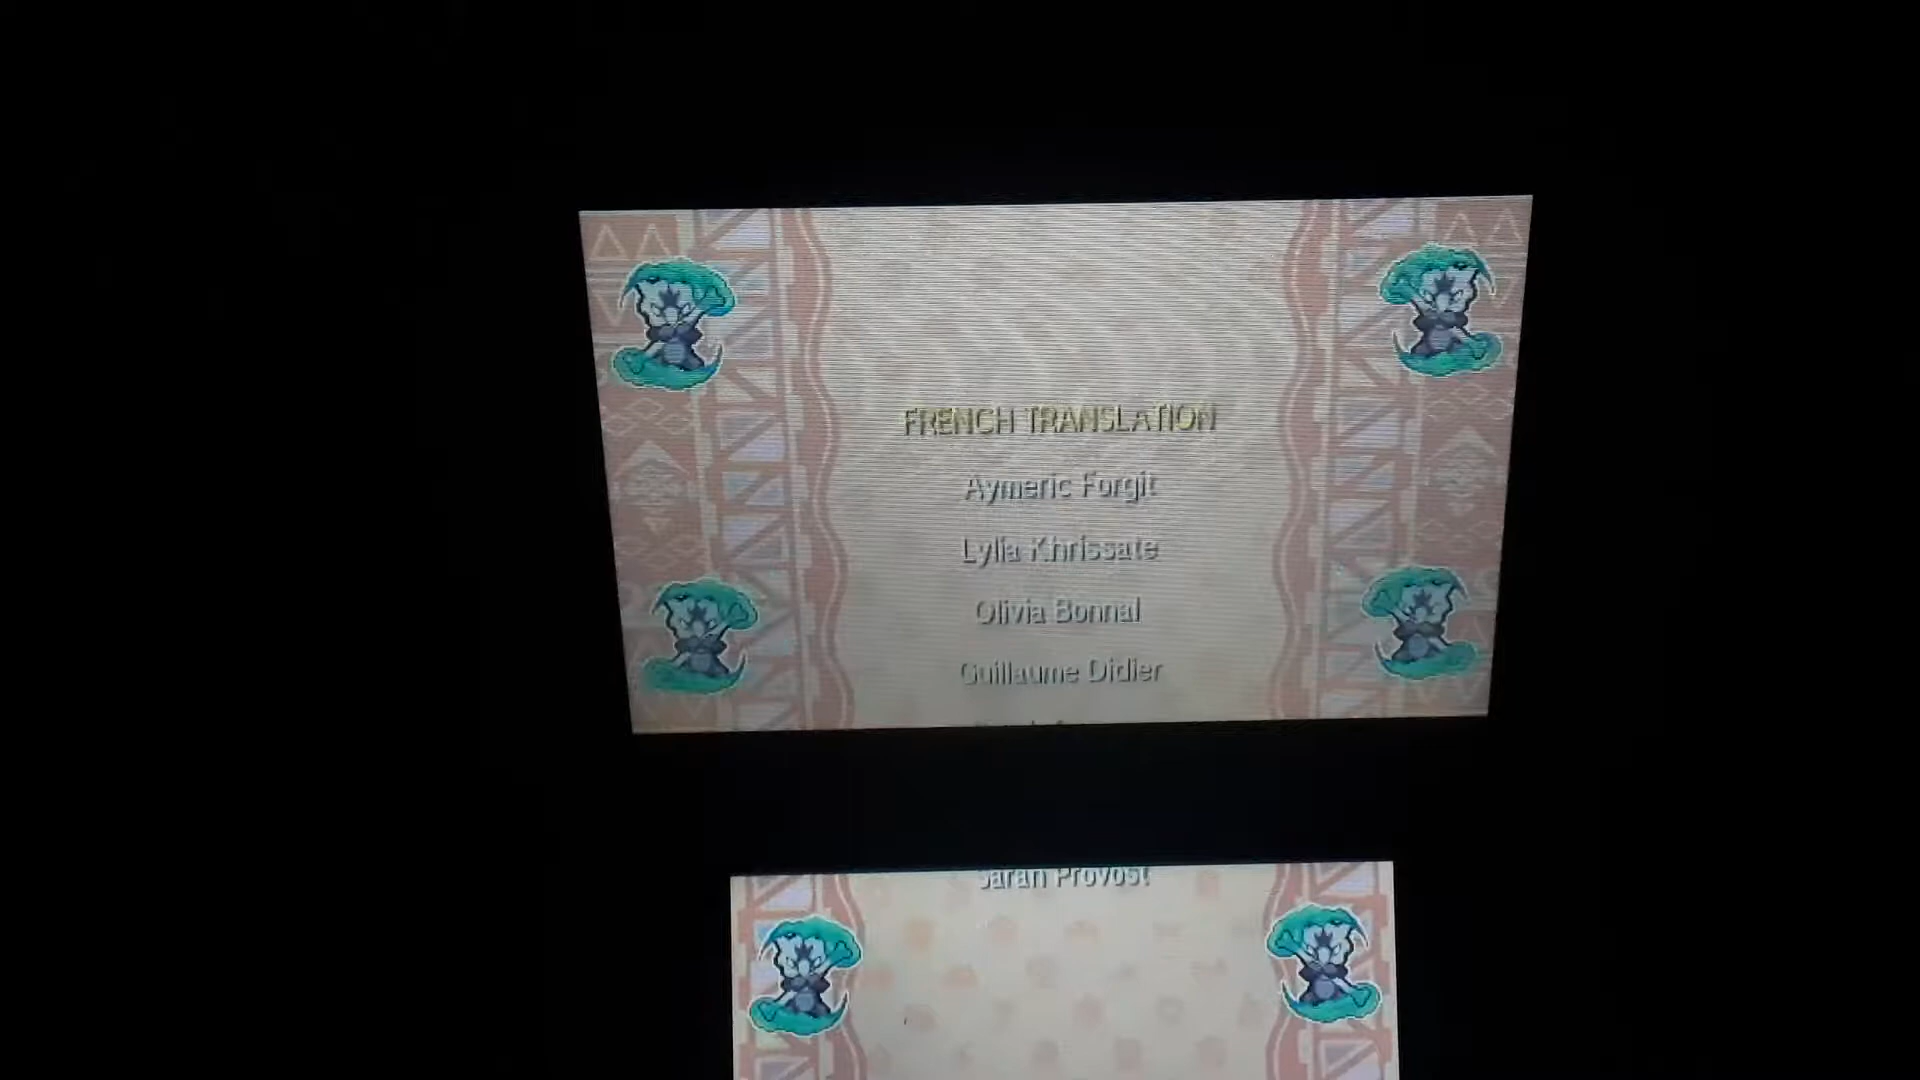 FRENCH TRANSLATION
Aymeric Forgit
Lylia Khrissate
Olivia Bonnal
Guillaume Didier
Sarah Provost